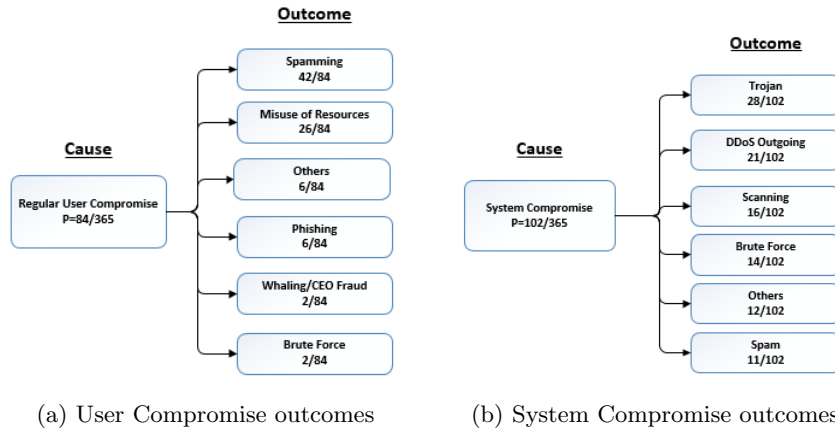 Outcome
Spamming
42/84
Misuse of Resources
26/84
Cause
Others
6/84
Regular User Compromise
P=84/365
Phishing
6/84
Whaling/CEO Fraud
2/84
Brute Force
2/84
(a) User Compromise outcomes
Outcome
Trojan
28/102
DDoS Outgoing
21/102
Cause
Scanning
16/102
System Compromise
P=102/365
Brute Force
14/102
Others
12/102
Spam
11/102
(b) System Compromise outcomes